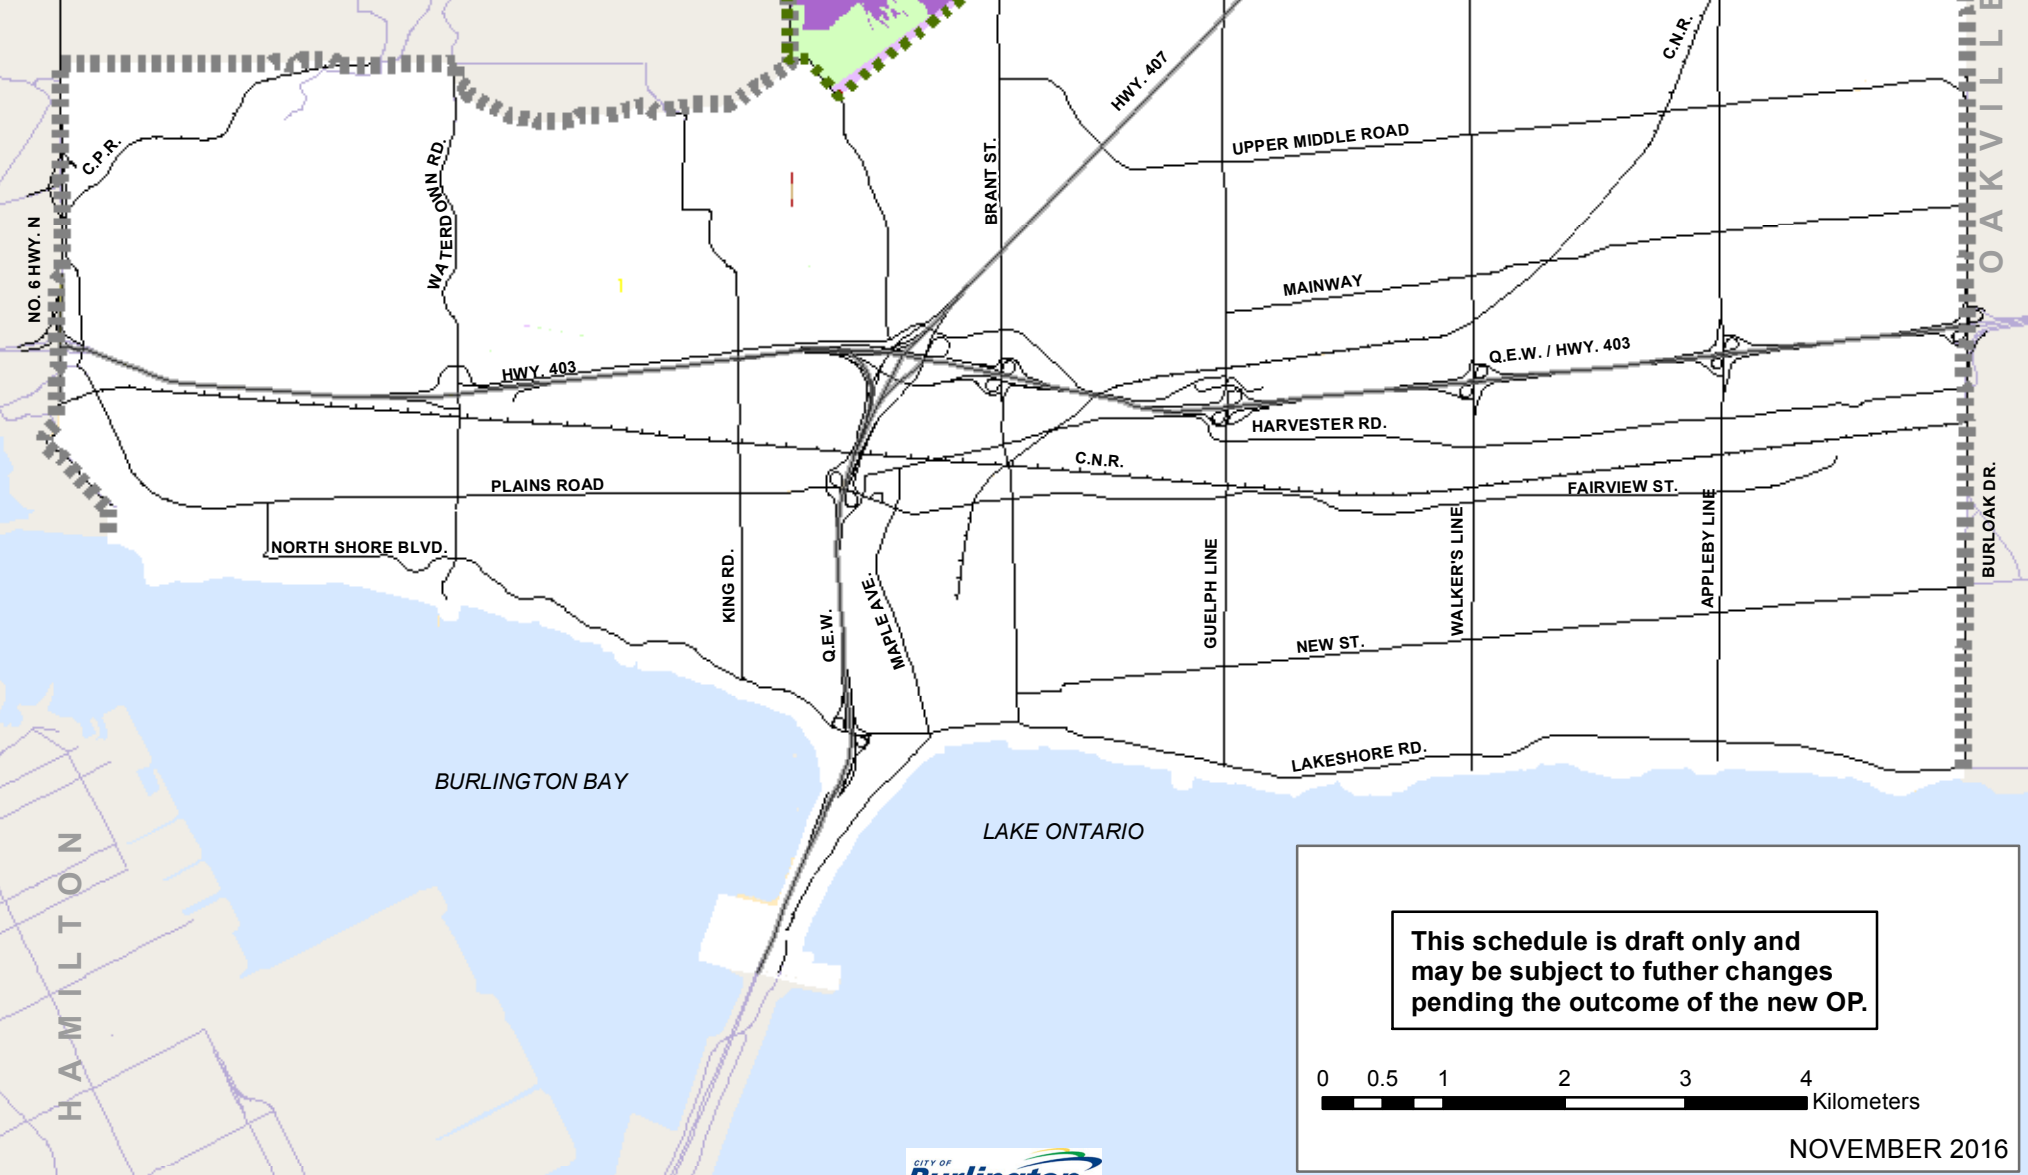 C.N.R.
HWY. 407
OAKVILLE
UPPER MIDDLE ROAD
C.P.R.
WATERDOWN RD.
BRANT ST.
NO. 6 HWY. N
MAINWAY
Q.E.W. / HWY. 403
HWY. 403
HARVESTER RD.
C.N.R.
PLAINS ROAD
FAIRVIEW ST.
BURLOAK DR.
APPLEBY LINE
WALKER'S LINE
GUELPH LINE
NORTH SHORE BLVD.
KING RD.
Q.E.W.
MAPLE AVE.
NEW ST.
LAKESHORE RD.
BURLINGTON BAY
LAKE ONTARIO
HAMILTON
This schedule is draft only and
may be subject to futher changes
pending the outcome of the new OP.
0 0.5 1 2 3 4
Kilometers
NOVEMBER 2016
CITY OF
Burlington